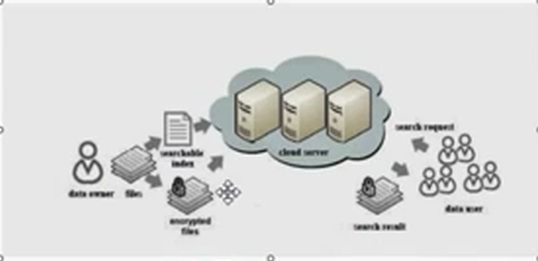 search request
cloud server
searchable
index
data owner
files
encrypted
files
data user
search result